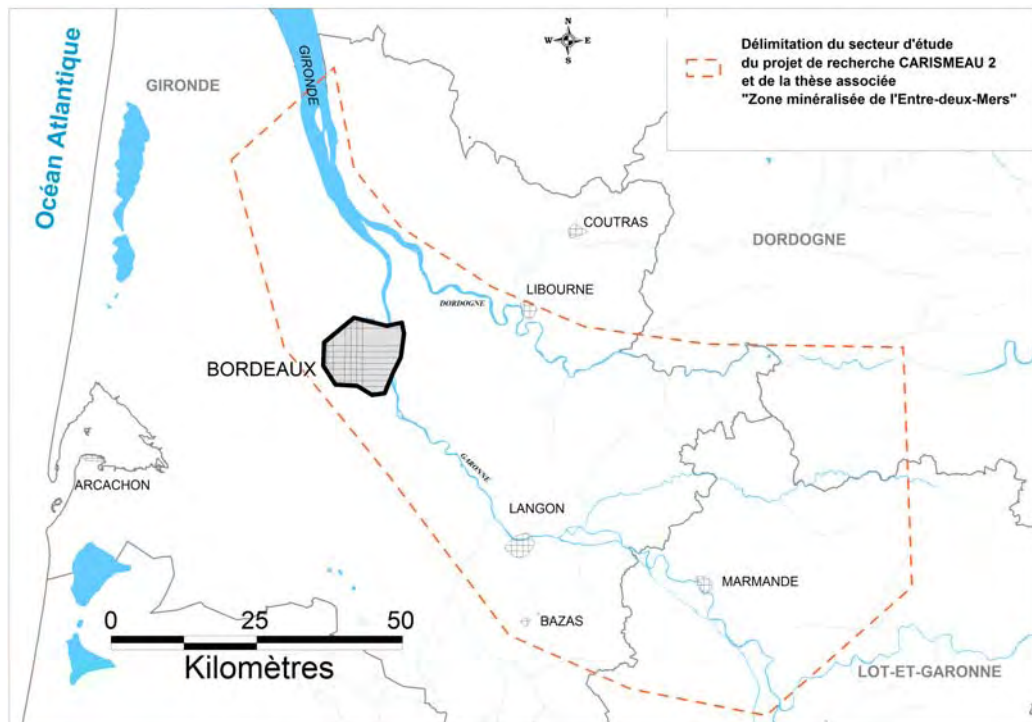 N
W E
S
Délimitation du secteur d'étude
du projet de recherche CARISMEAU 2
et de la thèse associée
"Zone minéralisée de l'Entre-deux-Mers"
Océan Atlantique
GIRONDE
GIRONDE
COUTRAS
DORDOGNE
LIBOURNE
DORDOGNE
BORDEAUX
GARONNE
ARCACHON
LANGON
MARMANDE
BAZAS
0 25 50
Kilomètres
LOT-ET-GARONNE